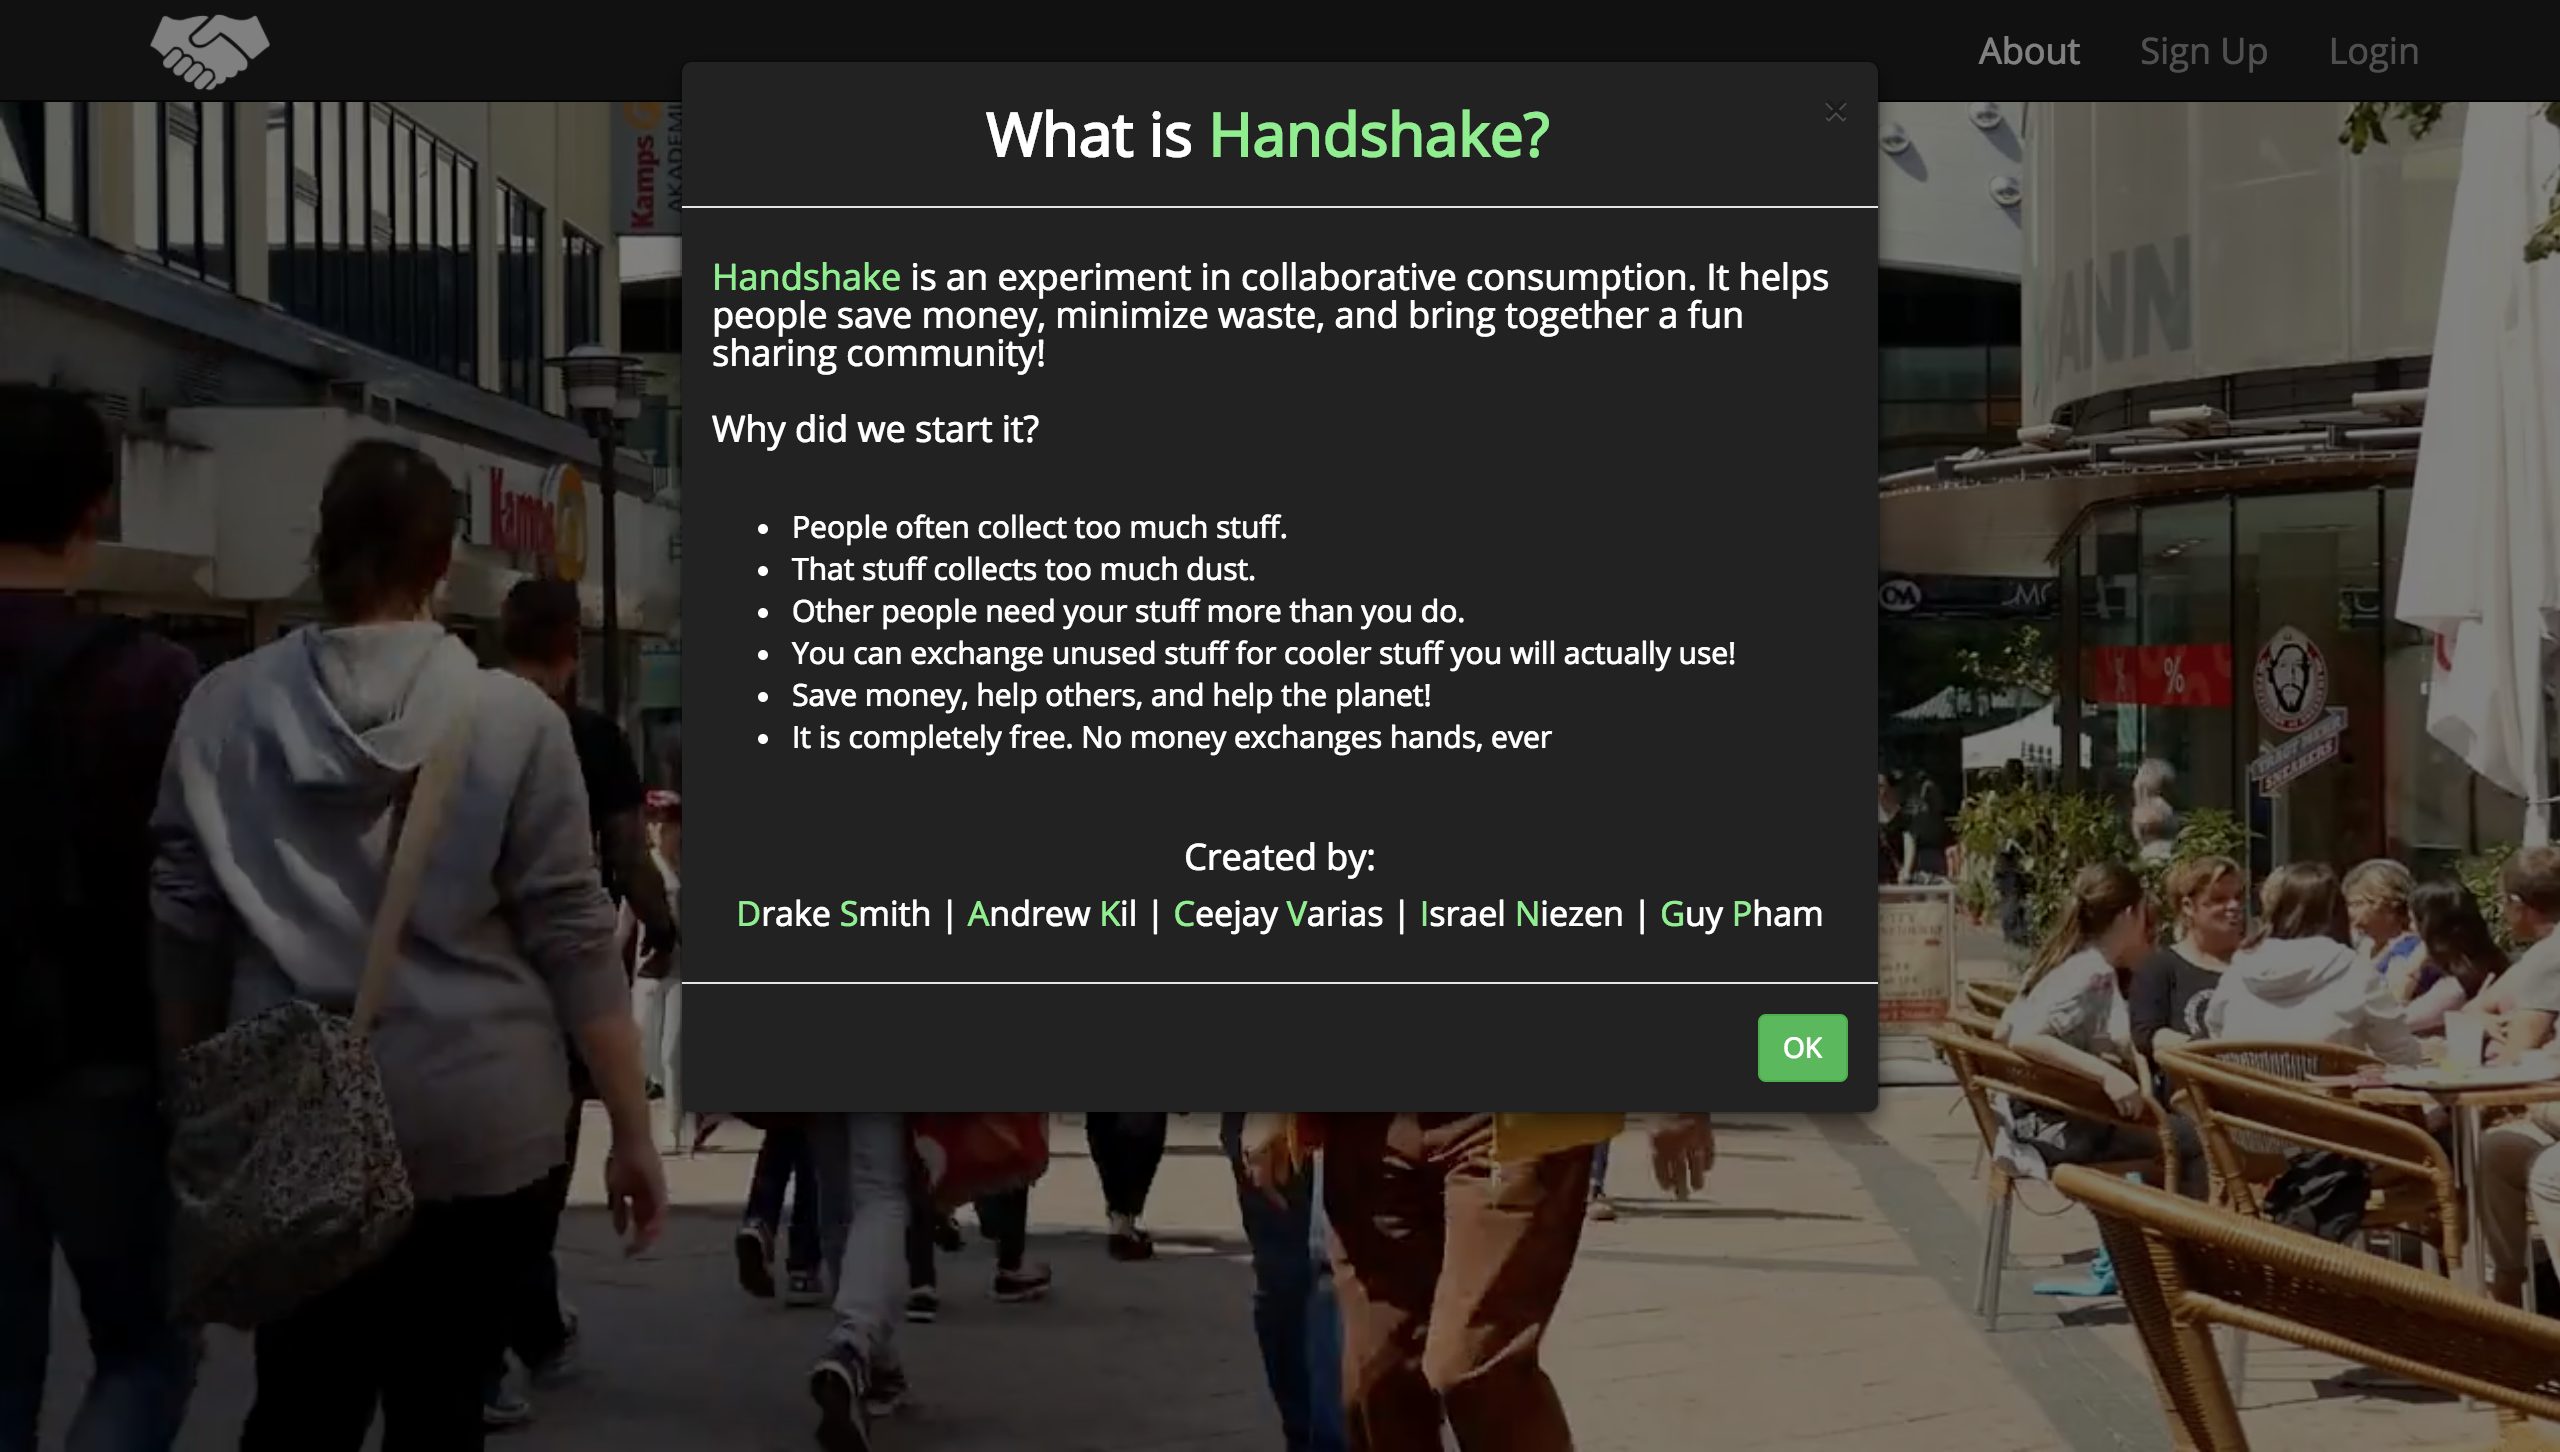 About
Sign Up
Login
What is Handshake?
×
Handshake is an experiment in collaborative consumption. It helps
people save money, minimize waste, and bring together a fun
sharing community!
Why did we start it?
• People often collect too much stuff.
• That stuff collects too much dust.
• Other people need your stuff more than you do.
• You can exchange unused stuff for cooler stuff you will actually use!
• Save money, help others, and help the planet!
• It is completely free. No money exchanges hands, ever
Created by:
Drake Smith | Andrew Kil | Ceejay Varias | Israel Niezen | Guy Pham
OK
Kamps
Kamps
ANN
%
SNEAKERS